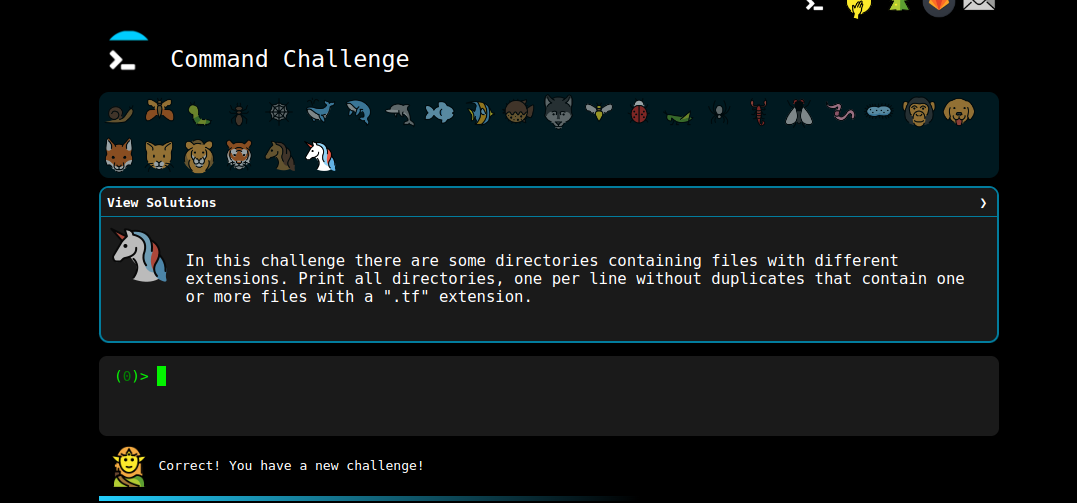 Command Challenge
View Solutions ❯
In this challenge there are some directories containing files with different
extensions. Print all directories, one per line without duplicates that contain one
or more files with a ".tf" extension.
(0)>
Correct! You have a new challenge!